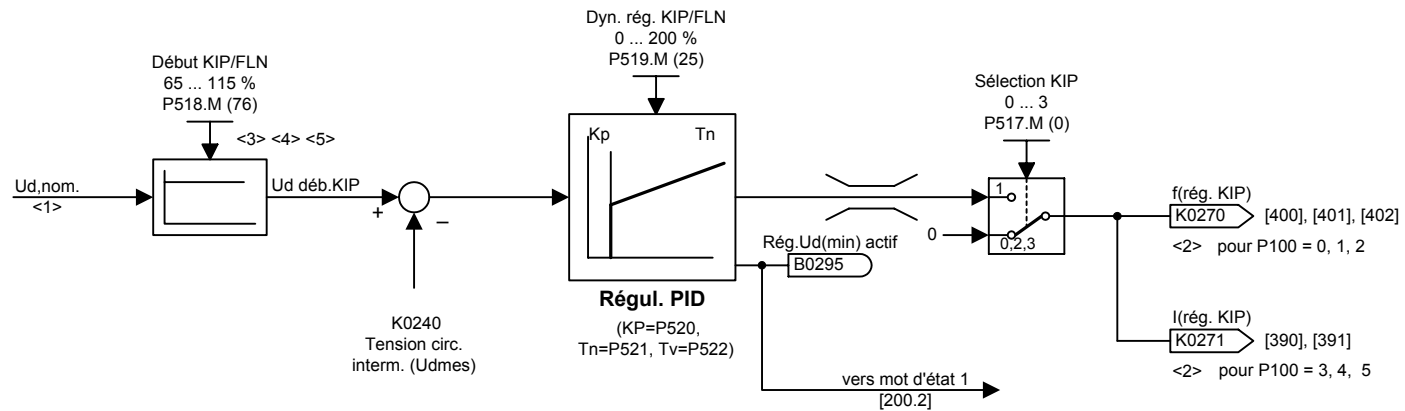 Dyn. rég. KIP/FLN
0 ... 200 %
P519.M (25)
Début KIP/FLN
65 ... 115 %
P518.M (76)
<3> <4> <5>
Sélection KIP
0 ... 3
P517.M (0)
Kp
Tn
Ud,nom.
<1>
Ud déb.KIP
+
–
1
0
0,2,3
f(rég. KIP)
K0270
[400], [401], [402]
<2> pour P100 = 0, 1, 2
Rég.Ud(min) actif
B0295
Régul. PID
(KP=P520,
Tn=P521, Tv=P522)
K0240
Tension circ.
interm. (Udmes)
I(rég. KIP)
K0271
[390], [391]
<2> pour P100 = 3, 4, 5
vers mot d'état 1
[200.2]